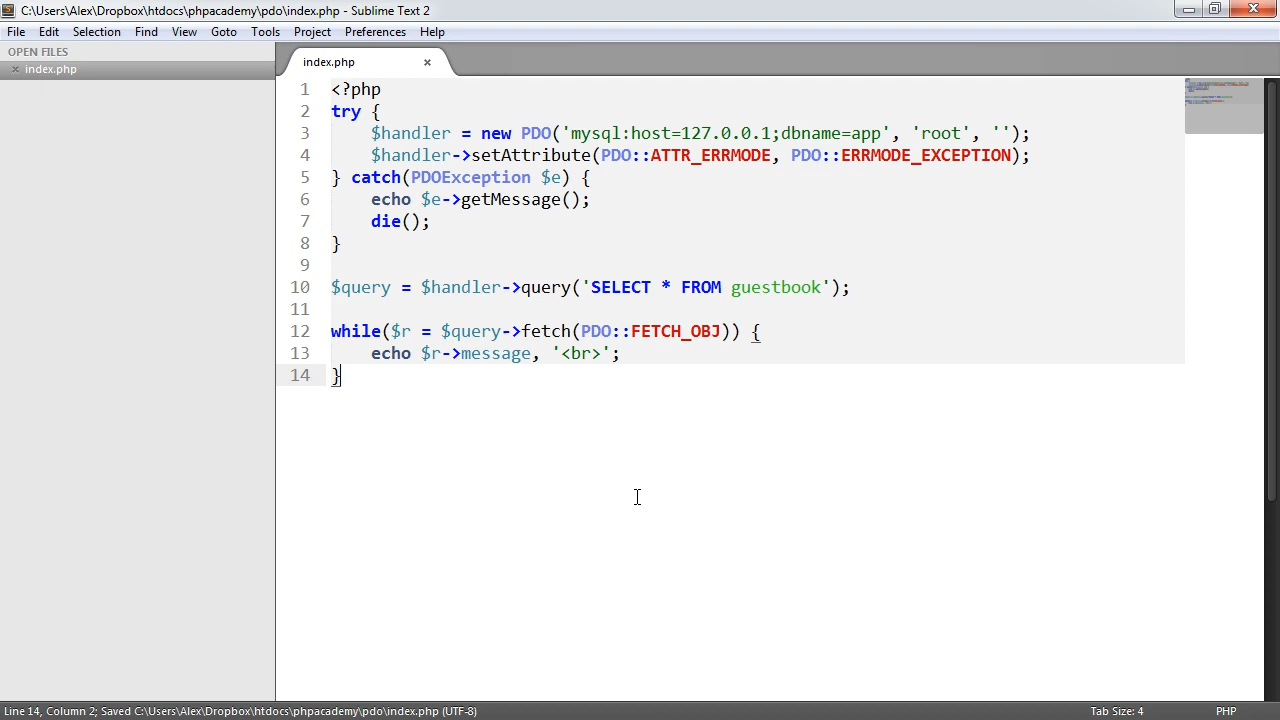 C:\Users\Alex\Dropbox\htdocs\phpacademy\pdo\index.php - Sublime Text 2
File Edit Selection Find View Goto Tools Project Preferences Help
OPEN FILES
index.php
index.php
1 <?php
2 try {
3 $handler = new PDO('mysql:host=127.0.0.1;dbname=app', 'root', '');
4 $handler->setAttribute(PDO::ATTR_ERRMODE, PDO::ERRMODE_EXCEPTION);
5 } catch(PDOException $e) {
6 echo $e->getMessage();
7 die();
8 }
9
10 $query = $handler->query('SELECT * FROM guestbook');
11
12 while($r = $query->fetch(PDO::FETCH_OBJ)) {
13 echo $r->message, '<br>';
14 }
Line 14, Column 2; Saved C:\Users\Alex\Dropbox\htdocs\phpacademy\pdo\index.php (UTF-8) Tab Size: 4 PHP